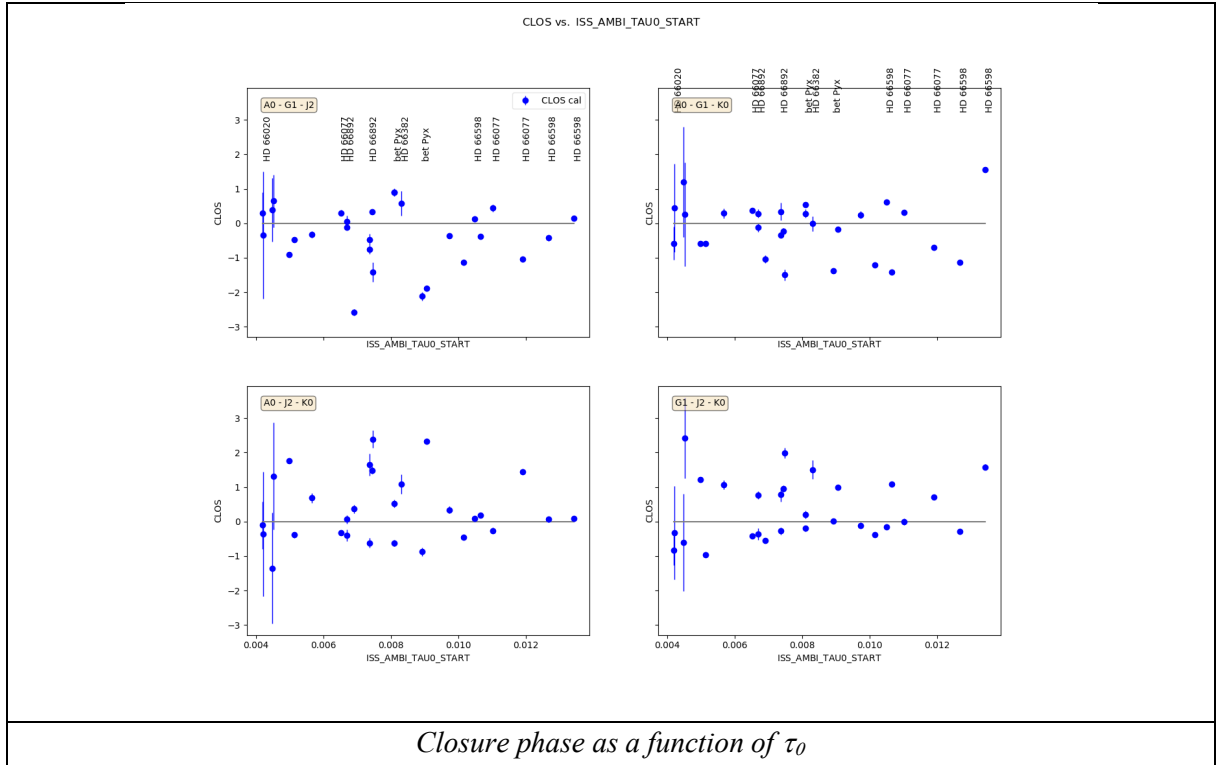 CLOS vs. ISS_AMBI_TAU0_START
A0 - G1 - J2
CLOS cal
HD 66020
HD 66077
HD 66892
HD 66892
bet Pyx
HD 66382
bet Pyx
HD 66598
HD 66077
HD 66077
HD 66598
HD 66598
CLOS
3
2
1
0
−1
−2
−3
ISS_AMBI_TAU0_START
A0 - G1 - K0
HD 66020
HD 66077
HD 66892
HD 66892
bet Pyx
HD 66382
bet Pyx
HD 66598
HD 66077
HD 66077
HD 66598
HD 66598
CLOS
ISS_AMBI_TAU0_START
A0 - J2 - K0
CLOS
3
2
1
0
−1
−2
−3
0.004 0.006 0.008 0.010 0.012
ISS_AMBI_TAU0_START
G1 - J2 - K0
CLOS
0.004 0.006 0.008 0.010 0.012
ISS_AMBI_TAU0_START
Closure phase as a function of τ0